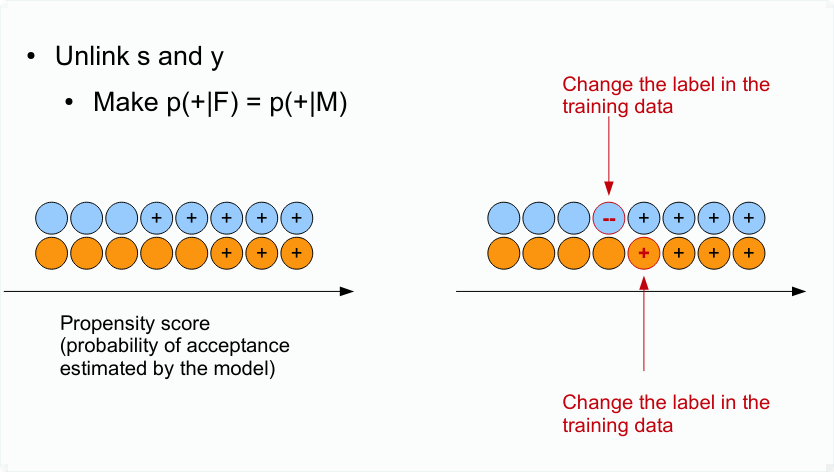 • Unlink s and y
• Make p(+|F) = p(+|M)
Change the label in the
training data
+ + + + +
+ + +
-- + + + +
+ + + +
Propensity score
(probability of acceptance
estimated by the model)
Change the label in the
training data